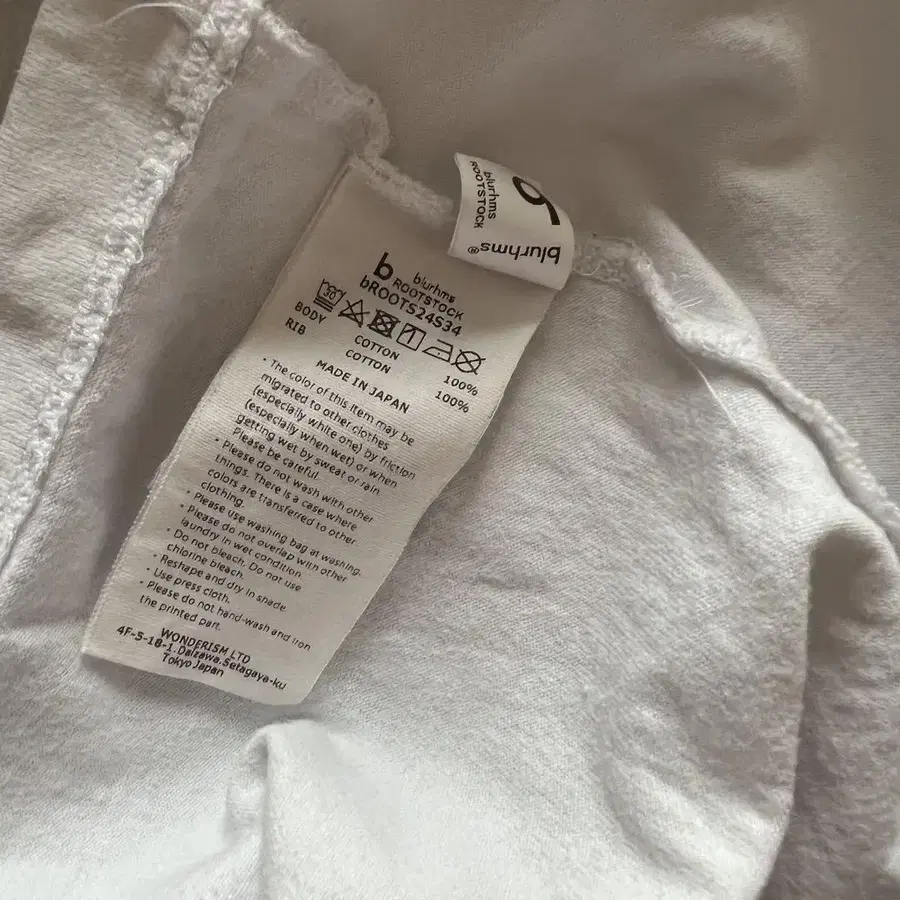 b
blurhms
ROOTSTOCK
blurhms®
b blurhms
ROOTSTOCK
bROOTS24S34
30
BODY COTTON 100%
RIB COTTON 100%
MADE IN JAPAN
・The color of this item may be
migrated to other clothes
(especially white one) by friction
(especially when wet) or when
getting wet by sweat or rain.
Please be careful.
・Please do not wash with other
things. There is a case where
colors are transferred to other
clothing.
・Please use washing bag at washing.
・Please do not overlap with other
laundry in wet condition.
・Do not bleach. Do not use
chlorine bleach.
・Reshape and dry in shade
・Use press cloth.
・Please do not hand-wash and iron
the printed part.
WONDERISM LTD
4F-5-18-1.Daizawa.Setagaya-ku
Tokyo Japan